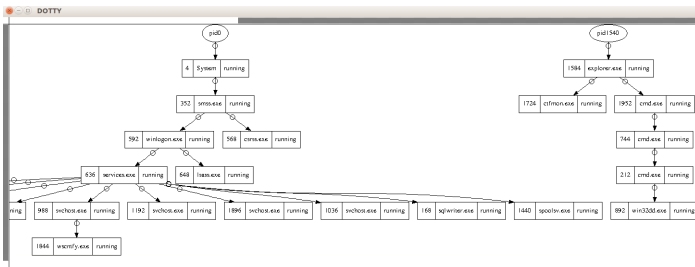 DOTTY
pid0
pid1540
4 System running
1584 explorer.exe running
352 smss.exe running
1724 ctfmon.exe running
1952 cmd.exe running
592 winlogon.exe running
568 csrss.exe running
744 cmd.exe running
636 services.exe running
648 lsass.exe running
212 cmd.exe running
ning
988 svchost.exe running
1192 svchost.exe running
1896 svchost.exe running
1036 svchost.exe running
168 sqlwriter.exe running
1440 spoolsv.exe running
892 win32dd.exe running
1844 wscntfy.exe running